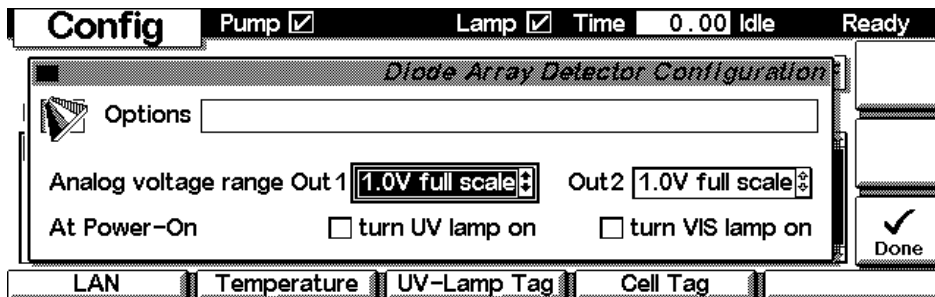 Config Pump Lamp Time 0.00 Idle Ready
Diode Array Detector Configuration
Options
Analog voltage range Out1 1.0V full scale Out2 1.0V full scale
At Power-On turn UV lamp on turn VIS lamp on
Done
LAN Temperature UV-Lamp Tag Cell Tag